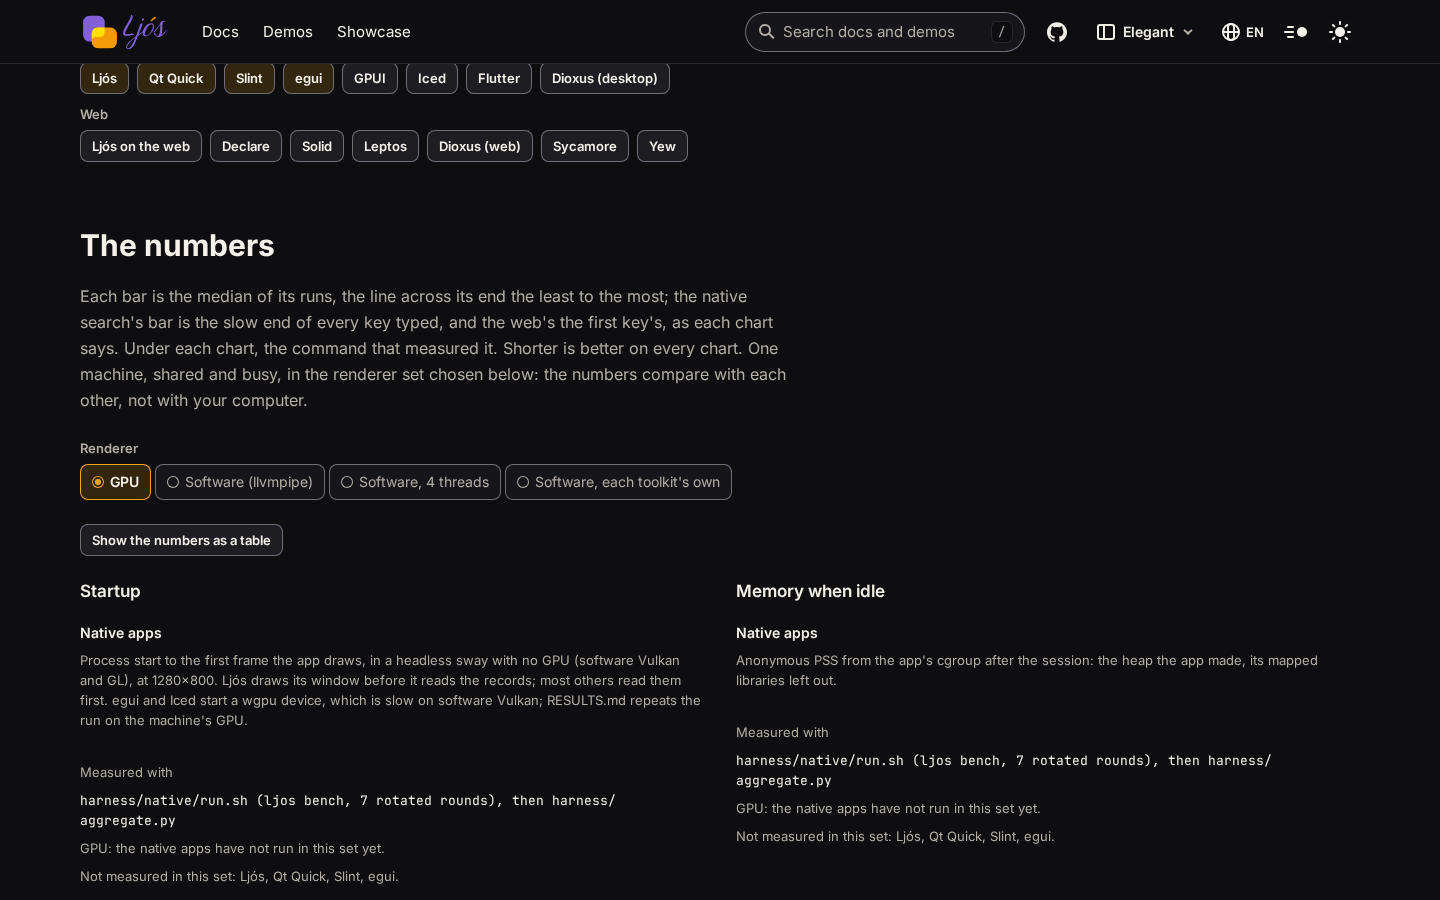 Ljós
Docs
Demos
Showcase
Search docs and demos
/
Elegant
EN
Ljós
Qt Quick
Slint
egui
GPUI
Iced
Flutter
Dioxus (desktop)
Web
Ljós on the web
Declare
Solid
Leptos
Dioxus (web)
Sycamore
Yew
The numbers
Each bar is the median of its runs, the line across its end the least to the most; the native
search's bar is the slow end of every key typed, and the web's the first key's, as each chart
says. Under each chart, the command that measured it. Shorter is better on every chart. One
machine, shared and busy, in the renderer set chosen below: the numbers compare with each
other, not with your computer.
Renderer
GPU
Software (llvmpipe)
Software, 4 threads
Software, each toolkit's own
Show the numbers as a table
Startup
Native apps
Process start to the first frame the app draws, in a headless sway with no GPU (software Vulkan
and GL), at 1280×800. Ljós draws its window before it reads the records; most others read them
first. egui and Iced start a wgpu device, which is slow on software Vulkan; RESULTS.md repeats the
run on the machine's GPU.
Measured with
harness/native/run.sh (ljos bench, 7 rotated rounds), then harness/
aggregate.py
GPU: the native apps have not run in this set yet.
Not measured in this set: Ljós, Qt Quick, Slint, egui.
Memory when idle
Native apps
Anonymous PSS from the app's cgroup after the session: the heap the app made, its mapped
libraries left out.
Measured with
harness/native/run.sh (ljos bench, 7 rotated rounds), then harness/
aggregate.py
GPU: the native apps have not run in this set yet.
Not measured in this set: Ljós, Qt Quick, Slint, egui.